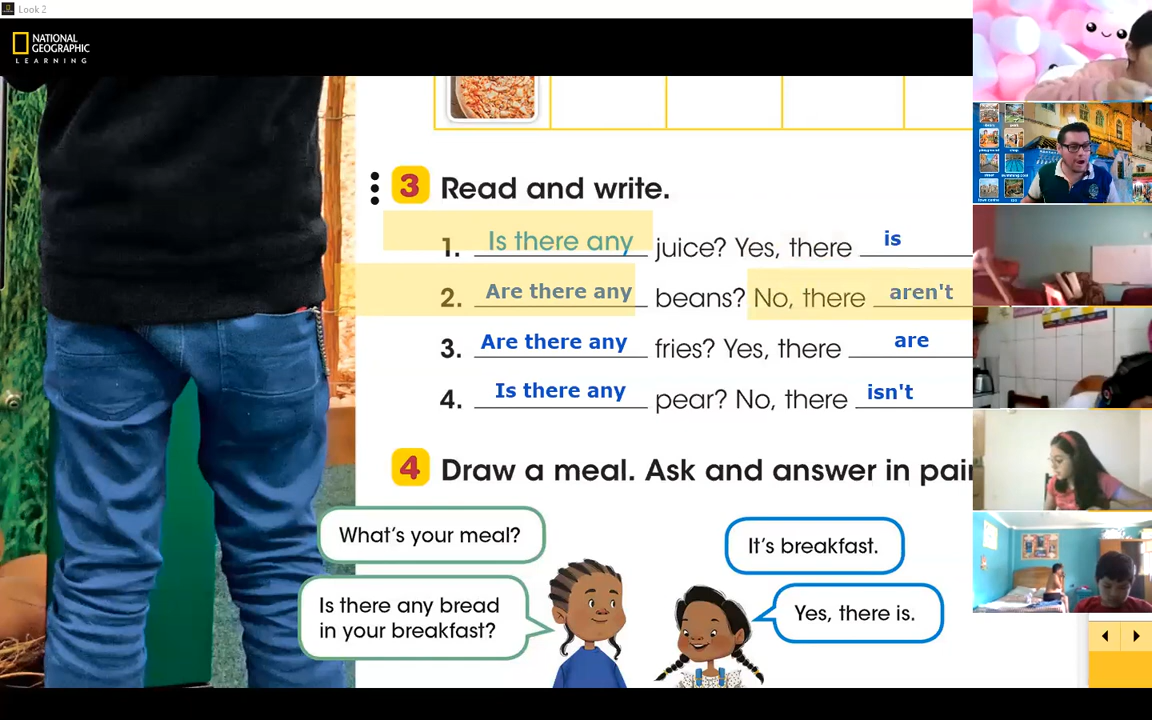 Look 2
NATIONAL
GEOGRAPHIC
LEARNING
3 Read and write.
1. Is there any juice? Yes, there is
2. Are there any beans? No, there aren't
3. Are there any fries? Yes, there are
4. Is there any pear? No, there isn't
4 Draw a meal. Ask and answer in pai
What's your meal?
It's breakfast.
Is there any bread
in your breakfast?
Yes, there is.